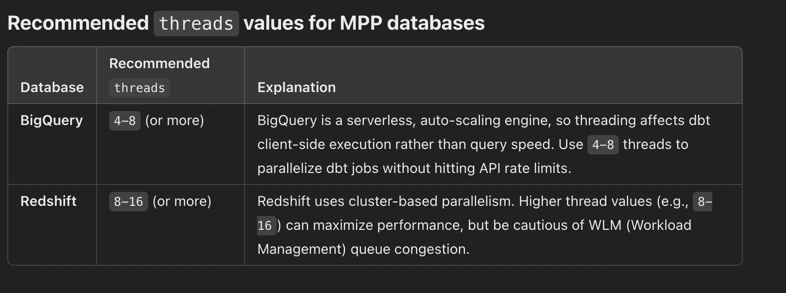 Recommended threads values for MPP databases
Recommended
Database threads Explanation
BigQuery 4-8 (or more) BigQuery is a serverless, auto-scaling engine, so threading affects dbt
client-side execution rather than query speed. Use 4-8 threads to
parallelize dbt jobs without hitting API rate limits.
Redshift 8-16 (or more) Redshift uses cluster-based parallelism. Higher thread values (e.g., 8-
16) can maximize performance, but be cautious of WLM (Workload
Management) queue congestion.